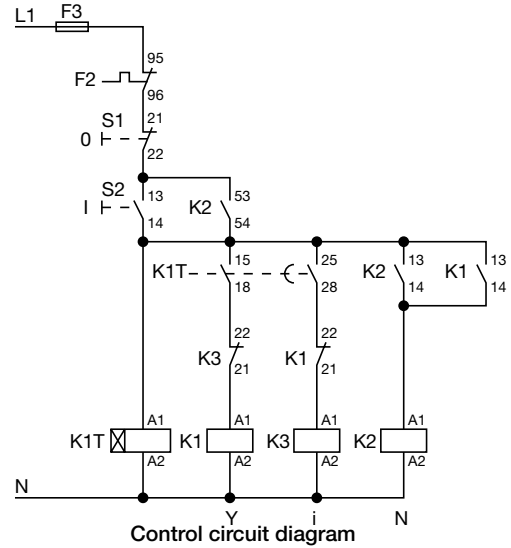 L1 F3
95
F2
96
S1 21
0
22
S2 13 53
I K2
14 54
15 25 13 13
K1T K2 K1
18 28 14 14
22 22
K3 K1
21 21
A1 A1 A1 A1
K1T K1 K3 K2
A2 A2 A2 A2
N
Y i N
Control circuit diagram